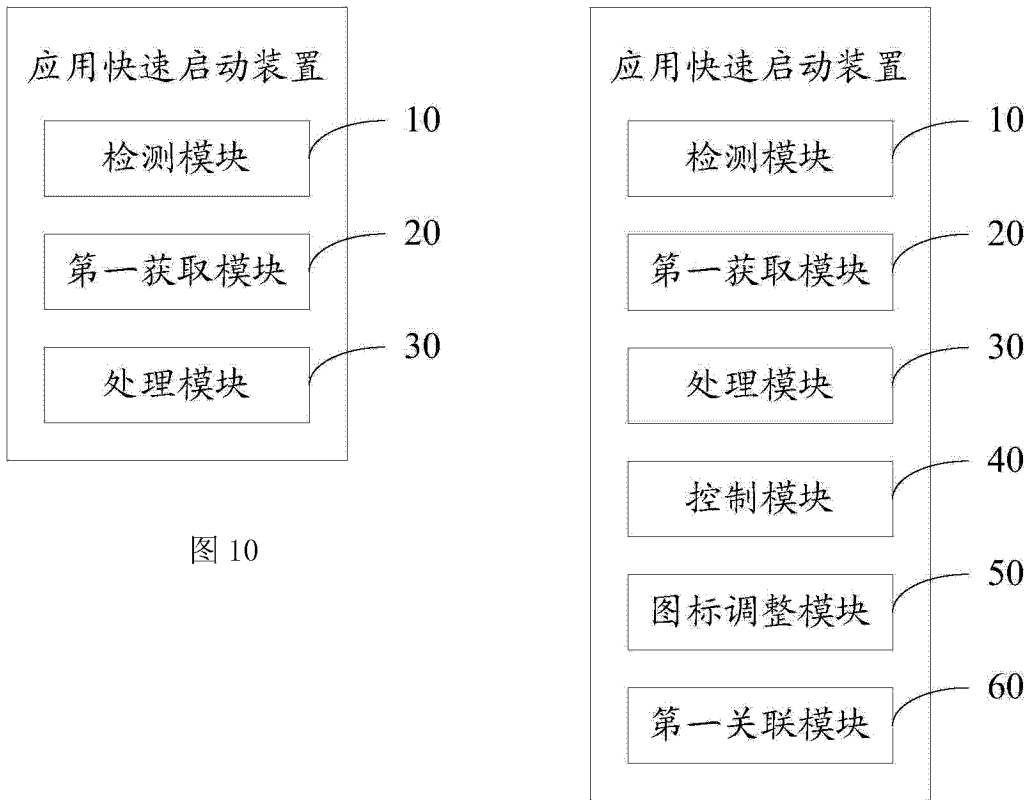 应用快速启动装置
检测模块
10
第一获取模块
20
处理模块
30
图 10
应用快速启动装置
检测模块
10
第一获取模块
20
处理模块
30
控制模块
40
图标调整模块
50
第一关联模块
60